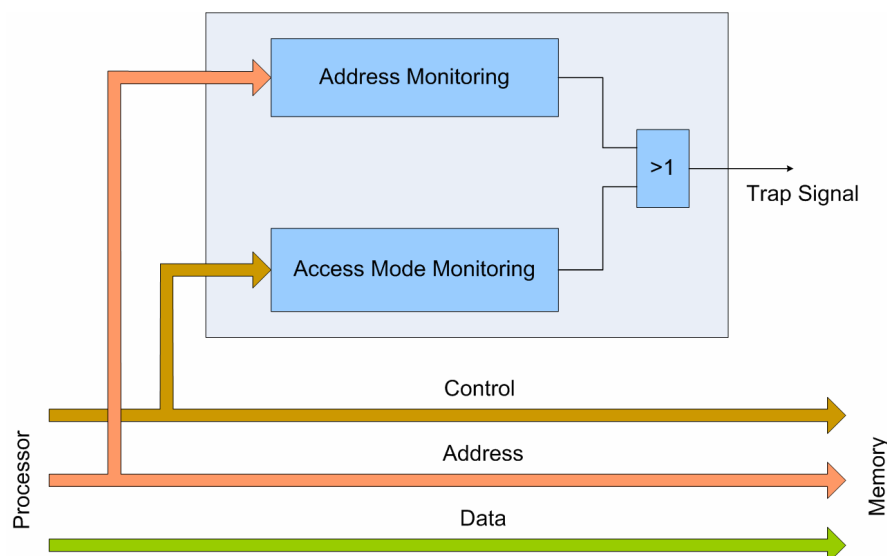 Address Monitoring
>1
Trap Signal
Access Mode Monitoring
Control
Address
Data
Processor
Memory